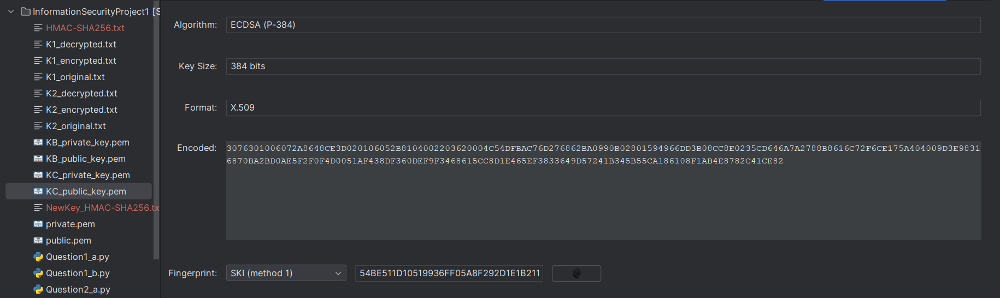 InformationSecurityProject1 [S
HMAC-SHA256.txt
K1_decrypted.txt
K1_encrypted.txt
K1_original.txt
K2_decrypted.txt
K2_encrypted.txt
K2_original.txt
KB_private_key.pem
KB_public_key.pem
KC_private_key.pem
KC_public_key.pem
NewKey_HMAC-SHA256.tx
private.pem
public.pem
Question1_a.py
Question1_b.py
Question2_a.py
Algorithm: ECDSA (P-384)
Key Size: 384 bits
Format: X.509
Encoded: 3076301006072A8648CE3D020106052B8104002203620004C54DFBAC76D276862BA0990B02801594966DD3B08CC8E0235CD646A7A2788B8616C72F6CE175A404009D3E9831
6870BA2BD0AE5F2F0F4D0051AF438DF360DEF9F3468615CC8D1E465EF3833649D57241B345B55CA186108F1AB4E8782C41CE82
Fingerprint: SKI (method 1) 54BE511D10519936FF05A8F292D1E1B211